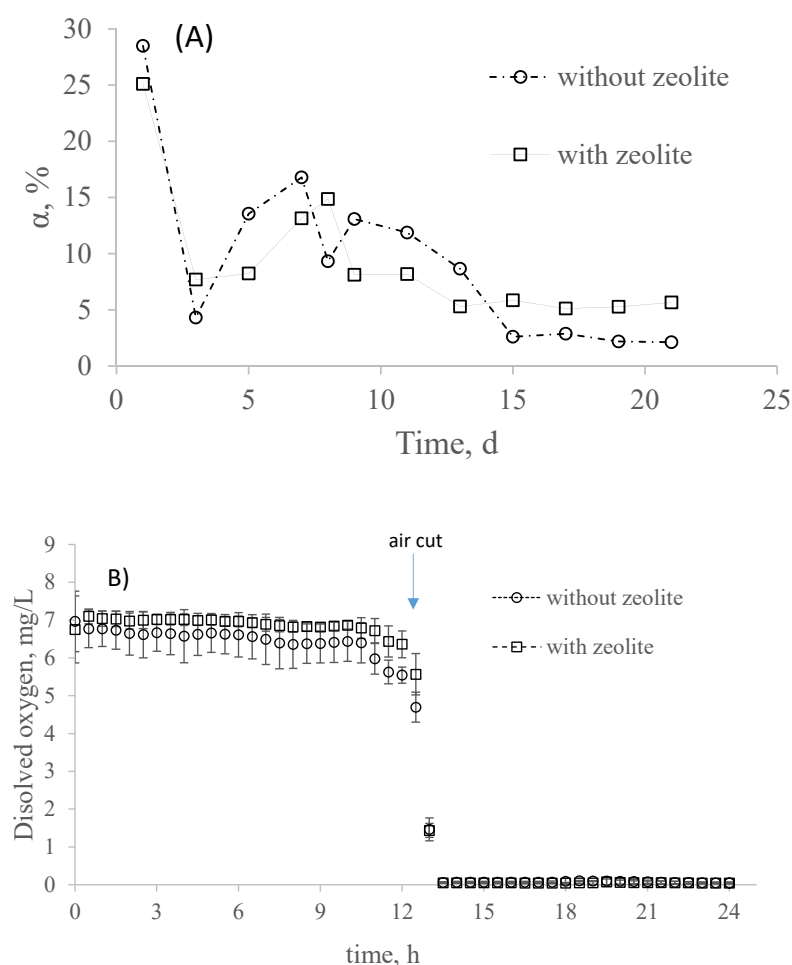 30
(A)
25
20
15
10
5
0
α, %
without zeolite
with zeolite
0 5 10 15 20 25
Time, d
air cut
9
B)
8
7
6
5
4
3
2
1
0
Disolved oxygen, mg/L
without zeolite
with zeolite
0 3 6 9 12 15 18 21 24
time, h